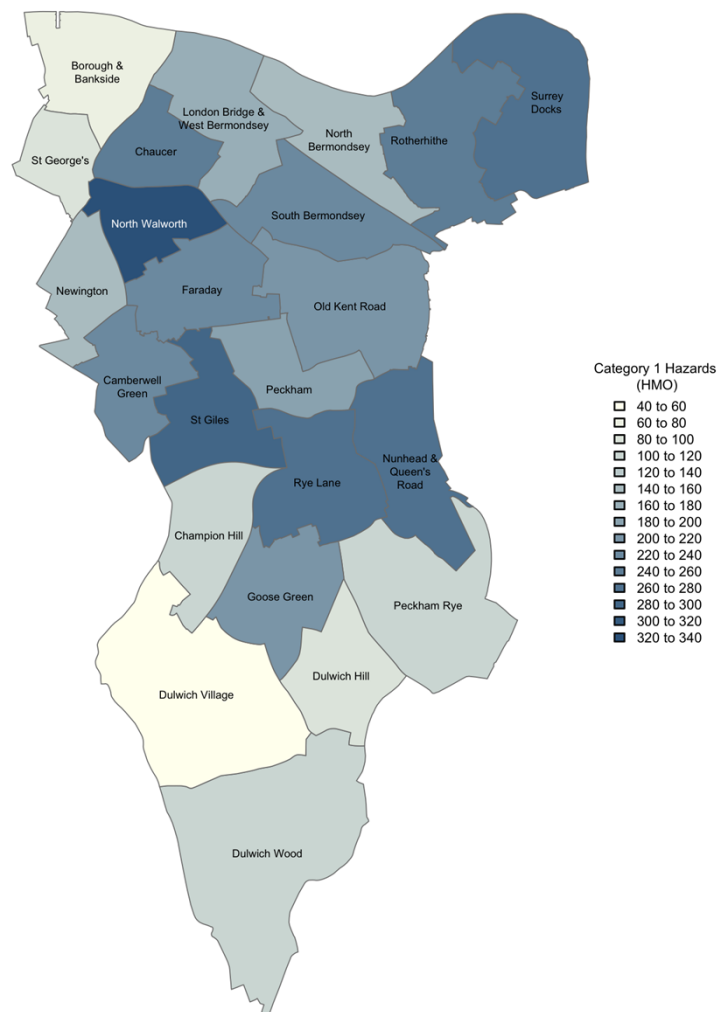 Borough &
Bankside
London Bridge &
West Bermondsey
Surrey
Docks
North
Bermondsey
Rotherhithe
Chaucer
St George's
North Walworth
South Bermondsey
Newington
Faraday
Old Kent Road
Camberwell
Green
Peckham
St Giles
Nunhead &
Queen's
Road
Rye Lane
Champion Hill
Goose Green
Peckham Rye
Dulwich Hill
Dulwich Village
Dulwich Wood
Category 1 Hazards
(HMO)
40 to 60
60 to 80
80 to 100
100 to 120
120 to 140
140 to 160
160 to 180
180 to 200
200 to 220
220 to 240
240 to 260
260 to 280
280 to 300
300 to 320
320 to 340